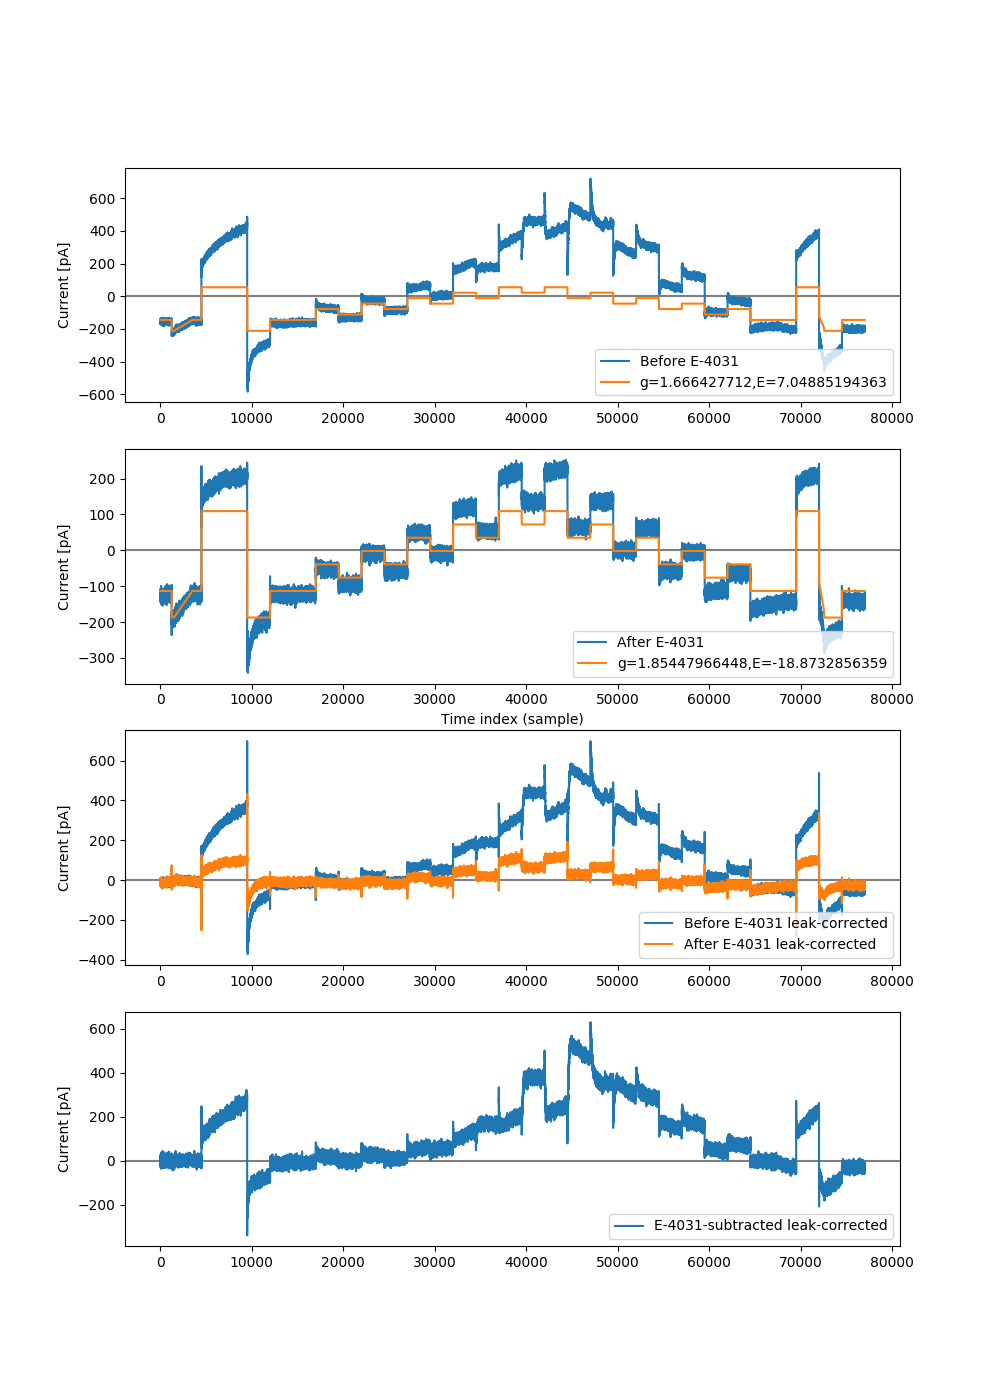 600
400
200
0
−200
−400
−600
Current [pA]
Before E-4031
g=1.666427712,E=7.04885194363
0 10000 20000 30000 40000 50000 60000 70000 80000
200
100
0
−100
−200
−300
Current [pA]
After E-4031
g=1.85447966448,E=-18.8732856359
0 10000 20000 30000 40000 50000 60000 70000 80000
Time index (sample)
600
400
200
0
−200
−400
Current [pA]
Before E-4031 leak-corrected
After E-4031 leak-corrected
0 10000 20000 30000 40000 50000 60000 70000 80000
600
400
200
0
−200
Current [pA]
E-4031-subtracted leak-corrected
0 10000 20000 30000 40000 50000 60000 70000 80000